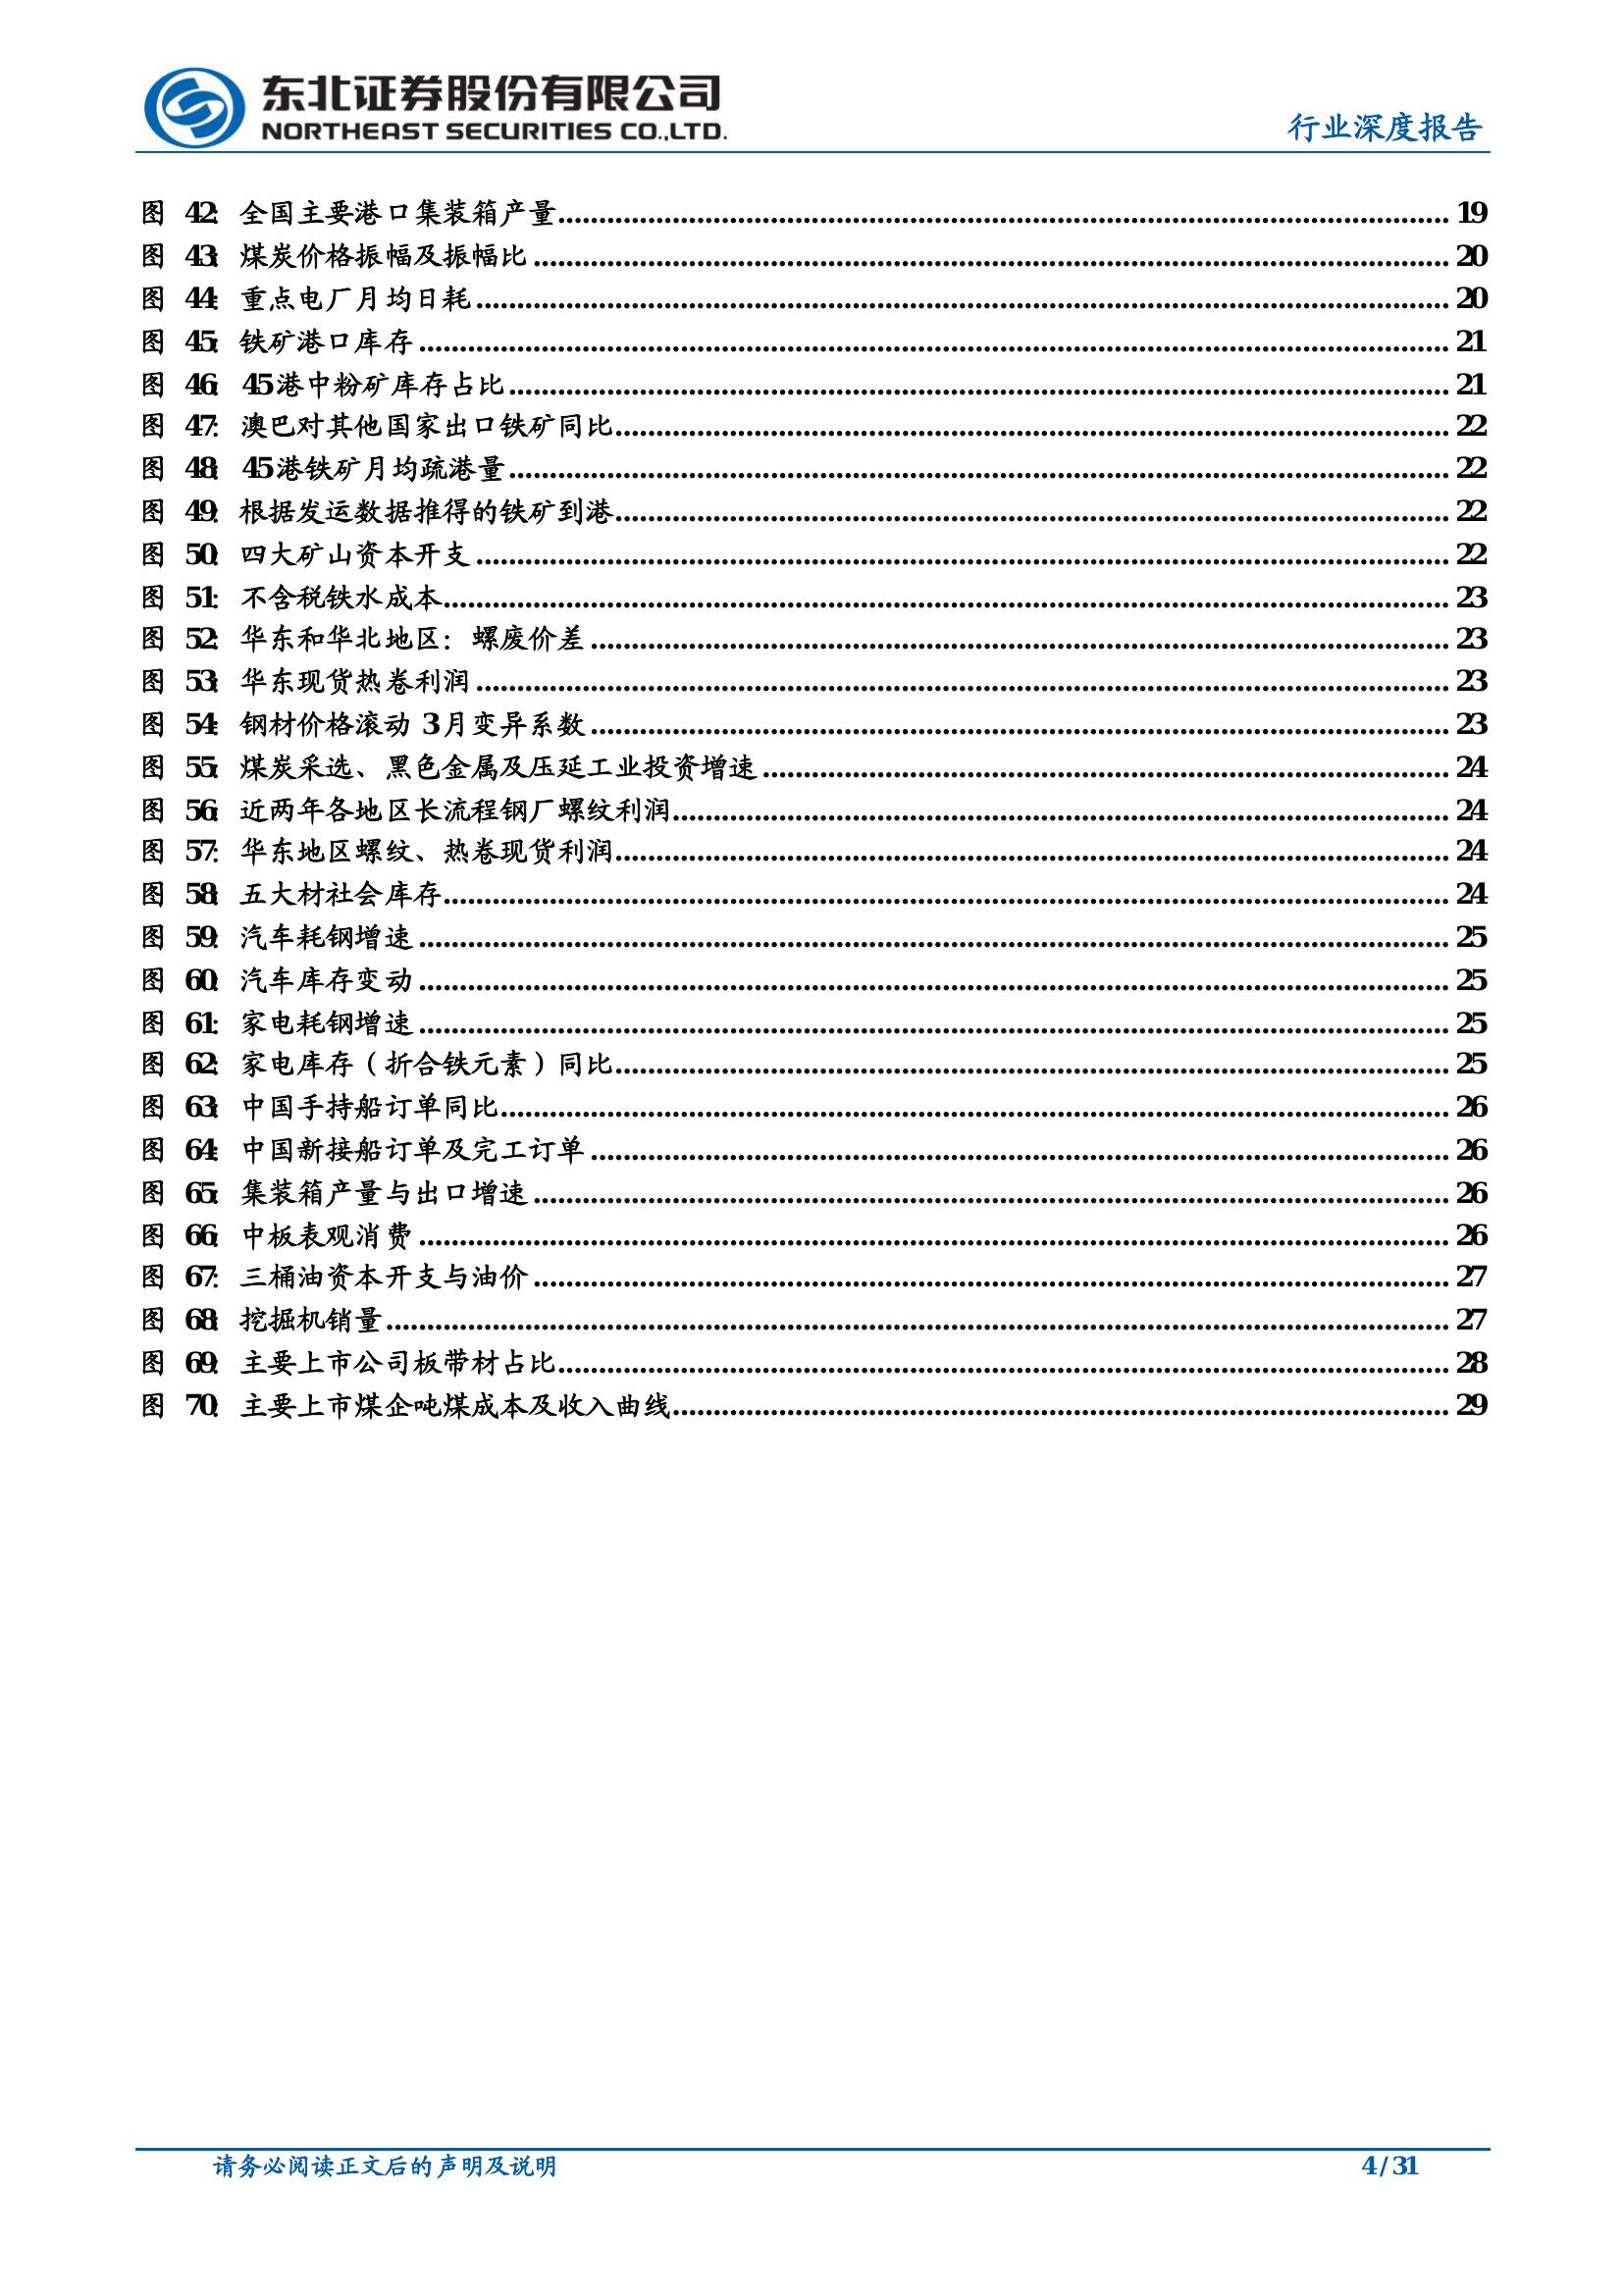 东北证券股份有限公司
NORTHEAST SECURITIES CO.,LTD.
行业深度报告
图 42: 全国主要港口集装箱产量 19
图 43: 煤炭价格振幅及振幅比 20
图 44: 重点电厂月均日耗 20
图 45: 铁矿港口库存 21
图 46: 45港中粉矿库存占比 21
图 47: 澳巴对其他国家出口铁矿同比 22
图 48: 45港铁矿月均疏港量 22
图 49: 根据发运数据推得的铁矿到港 22
图 50: 四大矿山资本开支 22
图 51: 不含税铁水成本 23
图 52: 华东和华北地区：螺废价差 23
图 53: 华东现货热卷利润 23
图 54: 钢材价格滚动 3月变异系数 23
图 55: 煤炭采选、黑色金属及压延工业投资增速 24
图 56: 近两年各地区长流程钢厂螺纹利润 24
图 57: 华东地区螺纹、热卷现货利润 24
图 58: 五大材社会库存 24
图 59: 汽车耗钢增速 25
图 60: 汽车库存变动 25
图 61: 家电耗钢增速 25
图 62: 家电库存（折合铁元素）同比 25
图 63: 中国手持船订单同比 26
图 64: 中国新接船订单及完工订单 26
图 65: 集装箱产量与出口增速 26
图 66: 中板表观消费 26
图 67: 三桶油资本开支与油价 27
图 68: 挖掘机销量 27
图 69: 主要上市公司板带材占比 28
图 70: 主要上市煤企吨煤成本及收入曲线 29
请务必阅读正文后的声明及说明
4 / 31